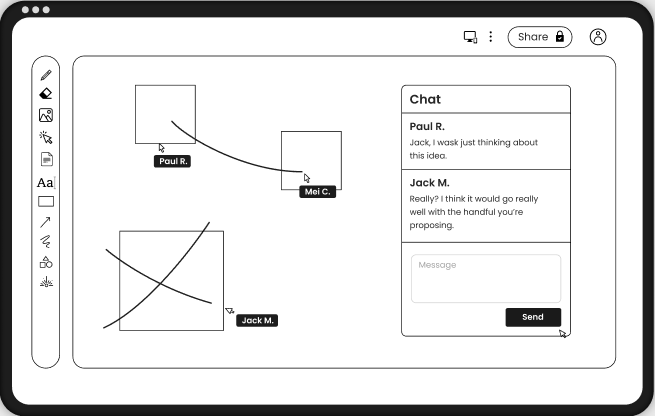 Share
Aa
Paul R.
Mei C.
Jack M.
Chat
Paul R.
Jack, I wask just thinking about
this idea.
Jack M.
Really? I think it would go really
well with the handful you’re
proposing.
Message
Send